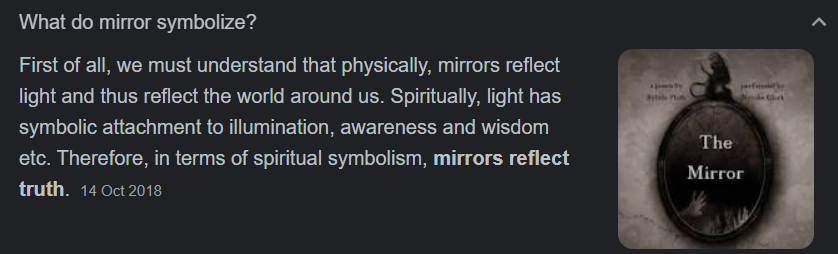 What do mirror symbolize?
First of all, we must understand that physically, mirrors reflect
light and thus reflect the world around us. Spiritually, light has
symbolic attachment to illumination, awareness and wisdom
etc. Therefore, in terms of spiritual symbolism, mirrors reflect
truth. 14 Oct 2018
a poem by
performed by
Sylvia Plath
The
Mirror